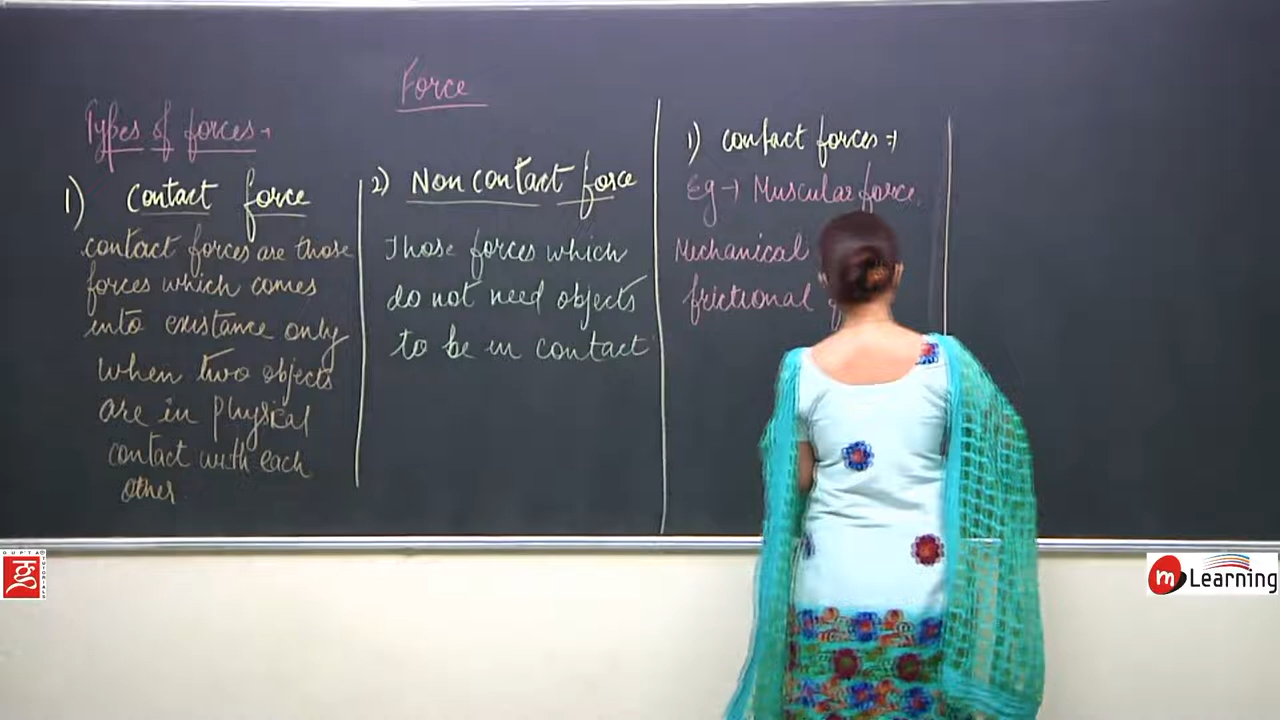 Force
Types of forces→
1) Contact force
contact forces are those
forces which comes
into existance only
when two objects
are in physical
contact with each
other.
2) Non contact force
Those forces which
do not need objects
to be in contact
1) contact forces :→
Eg → Muscular force,
Mechanical
frictional
GUPTA TUTORIALS
m Learning